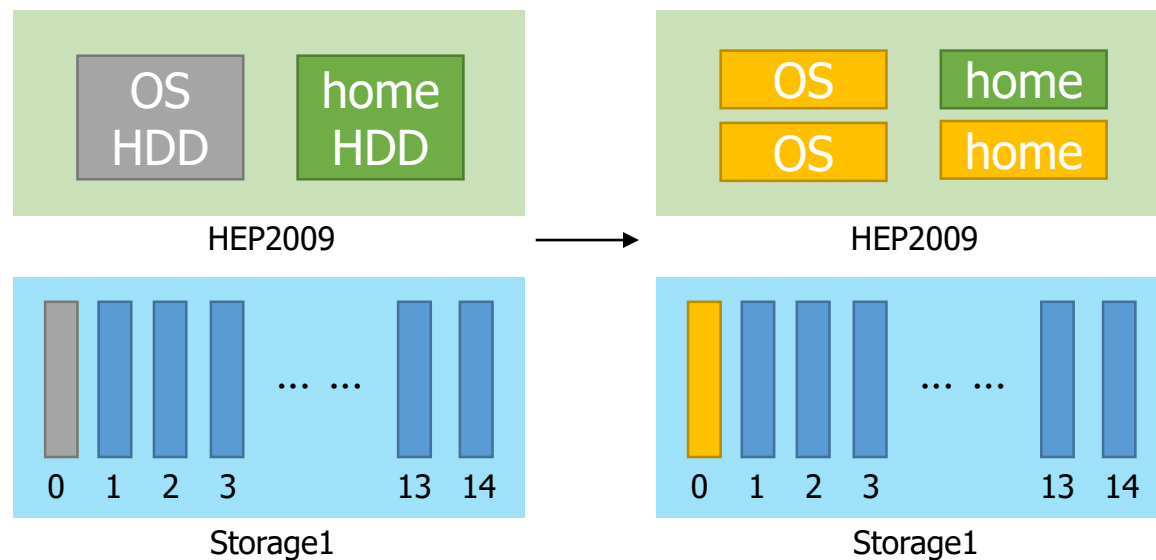 OS
HDD
home
HDD
HEP2009
0 1 2 3 ... ... 13 14
Storage1
OS
home
OS
home
HEP2009
0 1 2 3 ... ... 13 14
Storage1